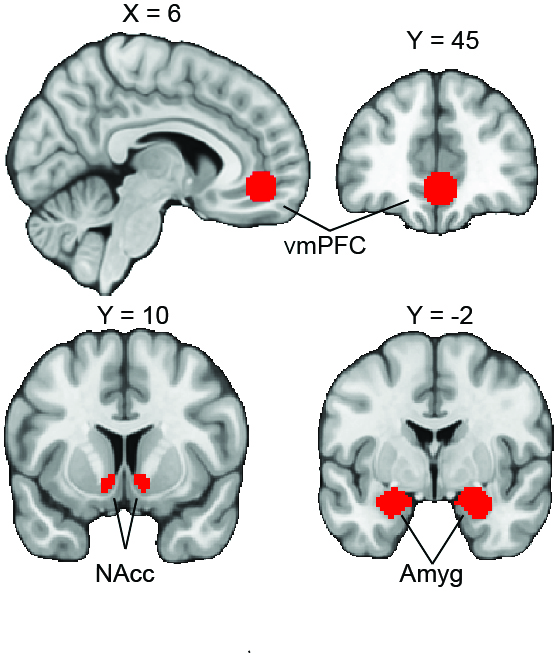 X = 6
Y = 45
vmPFC
Y = 10
Y = -2
NAcc
Amyg